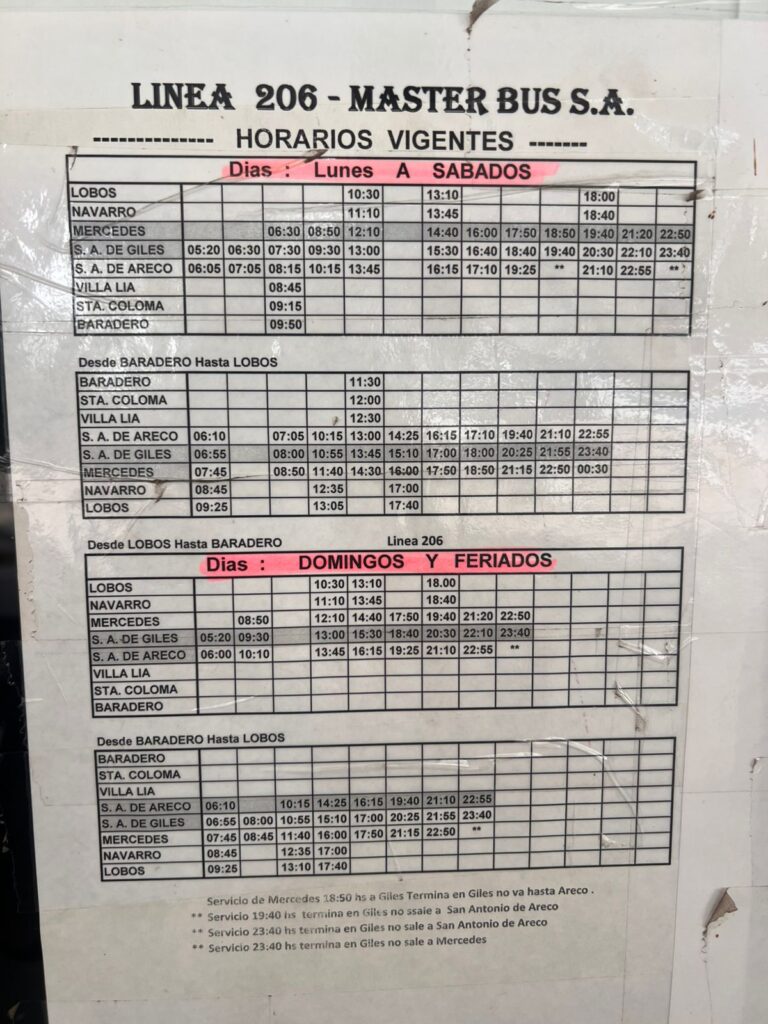 LINEA 206 - MASTER BUS S.A.
-------------- HORARIOS VIGENTES -------
Dias : Lunes A SABADOS
LOBOS 10:30 13:10 18:00
NAVARRO 11:10 13:45 18:40
MERCEDES 06:30 08:50 12:10 14:40 16:00 17:50 18:50 19:40 21:20 22:50
S. A. DE GILES 05:20 06:30 07:30 09:30 13:00 15:30 16:40 18:40 19:40 20:30 22:10 23:40
S. A. DE ARECO 06:05 07:05 08:15 10:15 13:45 16:15 17:10 19:25 ** 21:10 22:55 **
VILLA LIA 08:45
STA. COLOMA 09:15
BARADERO 09:50
Desde BARADERO Hasta LOBOS
BARADERO 11:30
STA. COLOMA 12:00
VILLA LIA 12:30
S. A. DE ARECO 06:10 07:05 10:15 13:00 14:25 16:15 17:10 19:40 21:10 22:55
S. A. DE GILES 06:55 08:00 10:55 13:45 15:10 17:00 18:00 20:25 21:55 23:40
MERCEDES 07:45 08:50 11:40 14:30 16:00 17:50 18:50 21:15 22:50 00:30
NAVARRO 08:45 12:35 17:00
LOBOS 09:25 13:05 17:40
Desde LOBOS Hasta BARADERO Linea 206
Dias : DOMINGOS Y FERIADOS
LOBOS 10:30 13:10 18.00
NAVARRO 11:10 13:45 18:40
MERCEDES 08:50 12:10 14:40 17:50 19:40 21:20 22:50
S. A. DE GILES 05:20 09:30 13:00 15:30 18:40 20:30 22:10 23:40
S. A. DE ARECO 06:00 10:10 13:45 16:15 19:25 21:10 22:55 **
VILLA LIA
STA. COLOMA
BARADERO
Desde BARADERO Hasta LOBOS
BARADERO
STA. COLOMA
VILLA LIA
S. A. DE ARECO 06:10 10:15 14:25 16:15 19:40 21:10 22:55
S. A. DE GILES 06:55 08:00 10:55 15:10 17:00 20:25 21:55 23:40
MERCEDES 07:45 08:45 11:40 16:00 17:50 21:15 22:50 **
NAVARRO 08:45 12:35 17:00
LOBOS 09:25 13:10 17:40
Servicio de Mercedes 18:50 hs a Giles Termina en Giles no va hasta Areco .
** Servicio 19:40 hs termina en Giles no ssaie a San Antonio de Areco
** Servicio 23:40 hs termina en Giles no sale a San Antonio de Areco
** Servicio 23:40 hs termina en Giles no sale a Mercedes